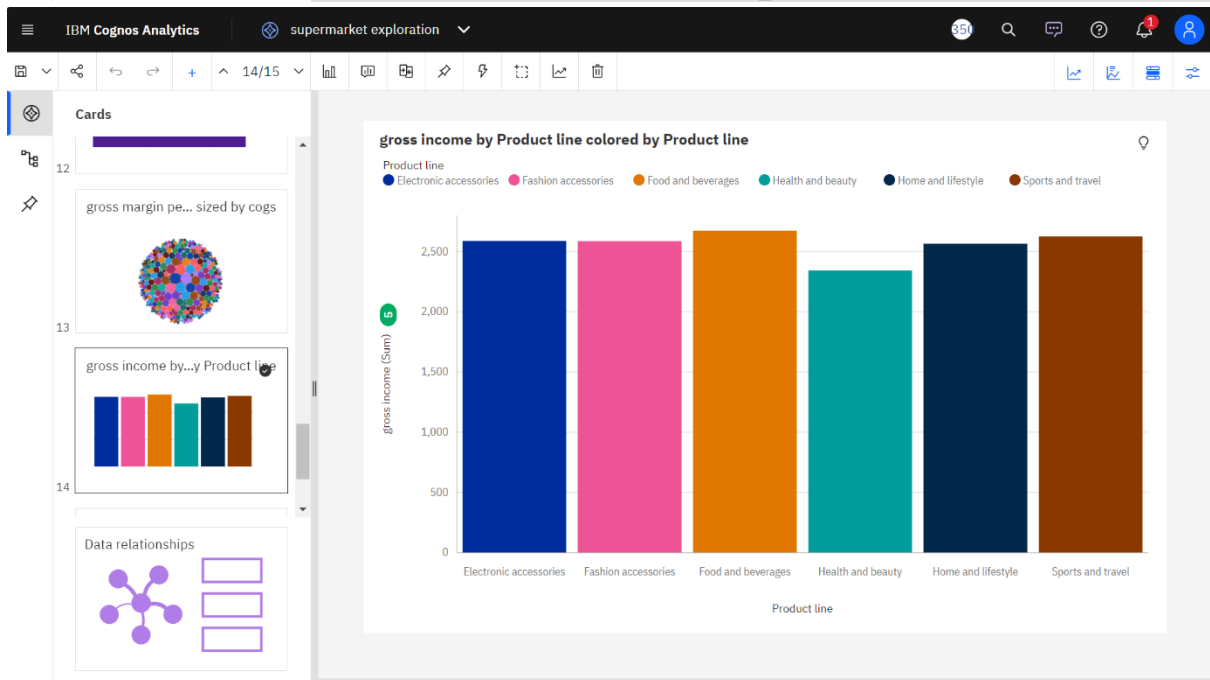 IBM Cognos Analytics
supermarket exploration
350
1
14/15
Cards
12
gross margin pe... sized by cogs
13
gross income by...y Product line
14
Data relationships
gross income by Product line colored by Product line
Product line
Electronic accessories
Fashion accessories
Food and beverages
Health and beauty
Home and lifestyle
Sports and travel
5
gross income (Sum)
2,500
2,000
1,500
1,000
500
0
Electronic accessories
Fashion accessories
Food and beverages
Health and beauty
Home and lifestyle
Sports and travel
Product line